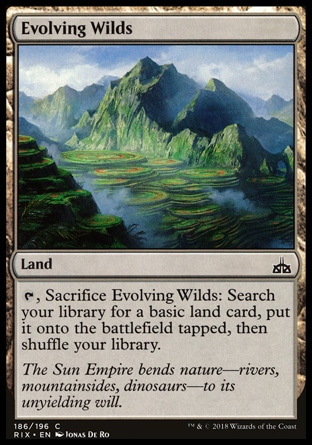 Evolving Wilds
Land
, Sacrifice Evolving Wilds: Search
your library for a basic land card, put
it onto the battlefield tapped, then
shuffle your library.
The Sun Empire bends nature—rivers,
mountainsides, dinosaurs—to its
unyielding will.
186/196 C
RIX • EN Jonas De Ro
™ & © 2018 Wizards of the Coast